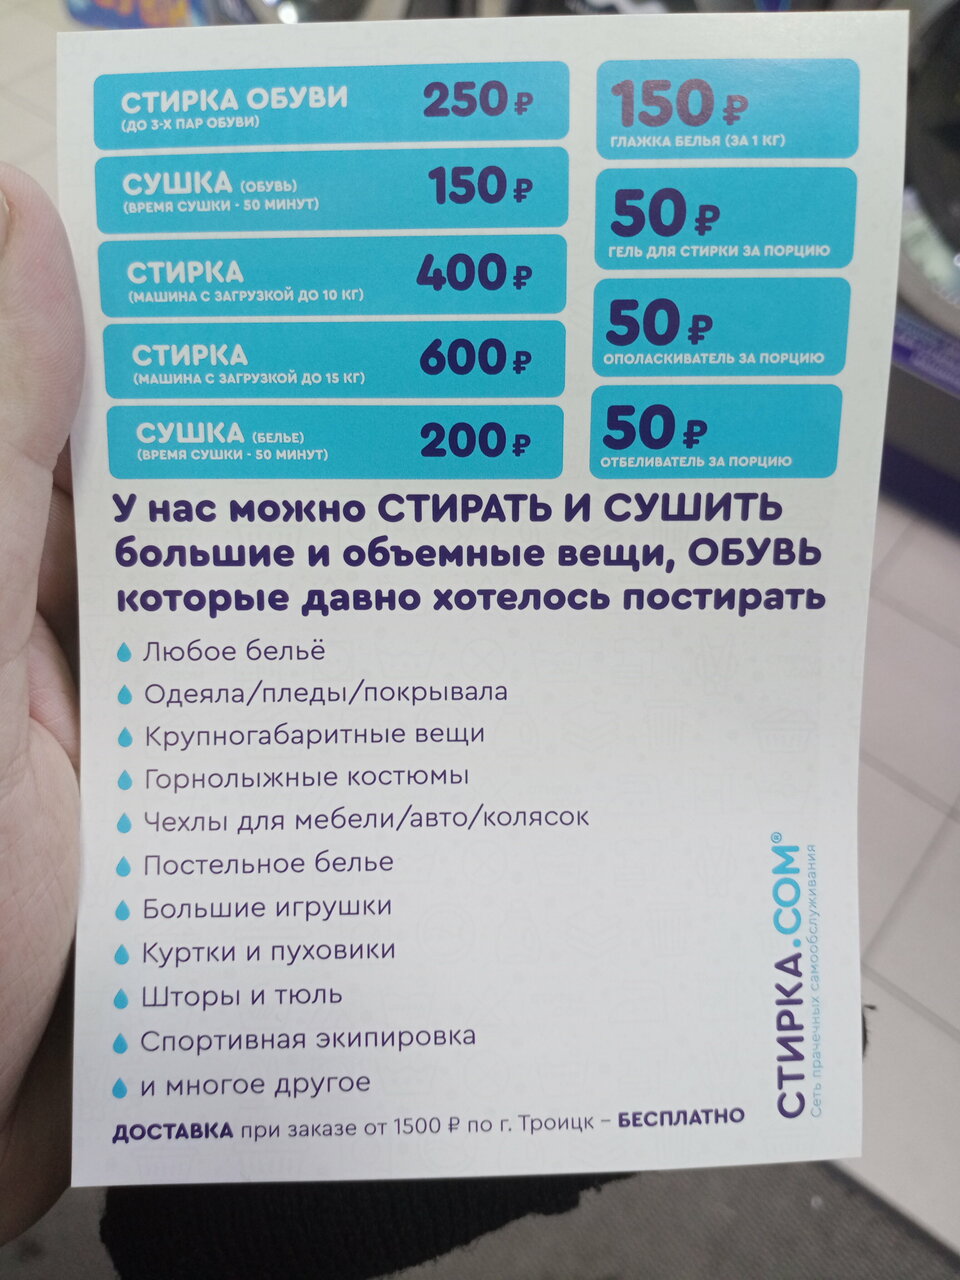 СТИРКА ОБУВИ 250 ₽
(ДО 3-Х ПАР ОБУВИ)
СУШКА (ОБУВЬ) 150 ₽
(ВРЕМЯ СУШКИ - 50 МИНУТ)
СТИРКА 400 ₽
(МАШИНА С ЗАГРУЗКОЙ ДО 10 КГ)
СТИРКА 600 ₽
(МАШИНА С ЗАГРУЗКОЙ ДО 15 КГ)
СУШКА (БЕЛЬЕ) 200 ₽
(ВРЕМЯ СУШКИ - 50 МИНУТ)
150 ₽
ГЛАЖКА БЕЛЬЯ (ЗА 1 КГ)
50 ₽
ГЕЛЬ ДЛЯ СТИРКИ ЗА ПОРЦИЮ
50 ₽
ОПОЛАСКИВАТЕЛЬ ЗА ПОРЦИЮ
50 ₽
ОТБЕЛИВАТЕЛЬ ЗА ПОРЦИЮ
У нас можно СТИРАТЬ И СУШИТЬ
большие и объемные вещи, ОБУВЬ
которые давно хотелось постирать
Любое бельё
Одеяла/пледы/покрывала
Крупногабаритные вещи
Горнолыжные костюмы
Чехлы для мебели/авто/колясок
Постельное белье
Большие игрушки
Куртки и пуховики
Шторы и тюль
Спортивная экипировка
и многое другое
ДОСТАВКА при заказе от 1500 ₽ по г. Троицк – БЕСПЛАТНО
СТИРКА.COM®
Сеть прачечных самообслуживания